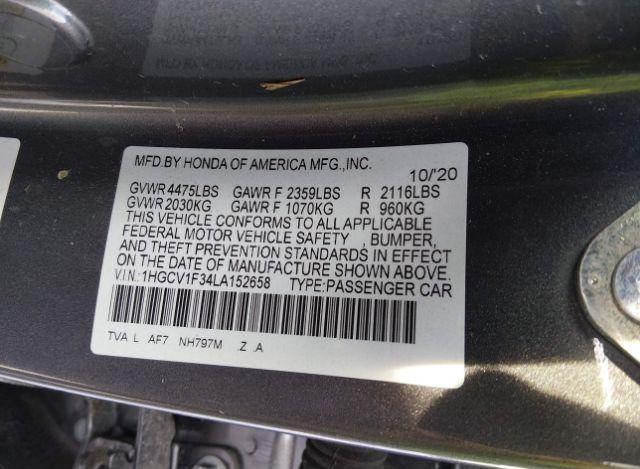 MFD.BY HONDA OF AMERICA MFG.,INC. 10/'20
GVWR 4475LBS GAWR F 2359LBS R 2116LBS
GVWR 2030KG GAWR F 1070KG R 960KG
THIS VEHICLE CONFORMS TO ALL APPLICABLE
FEDERAL MOTOR VEHICLE SAFETY , BUMPER,
AND THEFT PREVENTION STANDARDS IN EFFECT
ON THE DATE OF MANUFACTURE SHOWN ABOVE.
V.I.N.: 1HGCV1F34LA152658 TYPE:PASSENGER CAR
TVA L AF7 NH797M .Z .A